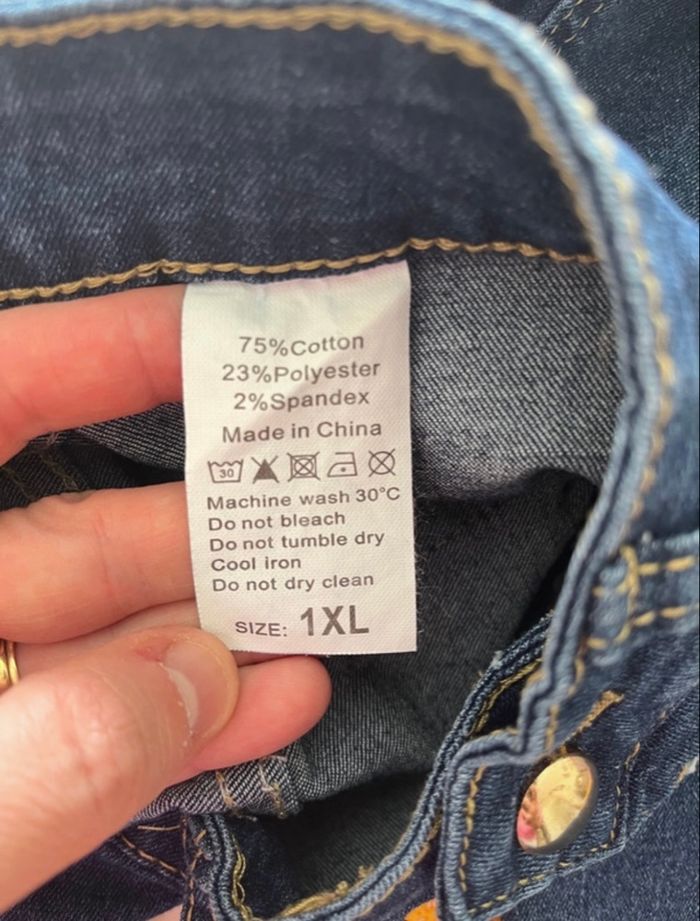 75%Cotton
23%Polyester
2%Spandex
Made in China
30
Machine wash 30°C
Do not bleach
Do not tumble dry
Cool iron
Do not dry clean
SIZE: 1XL